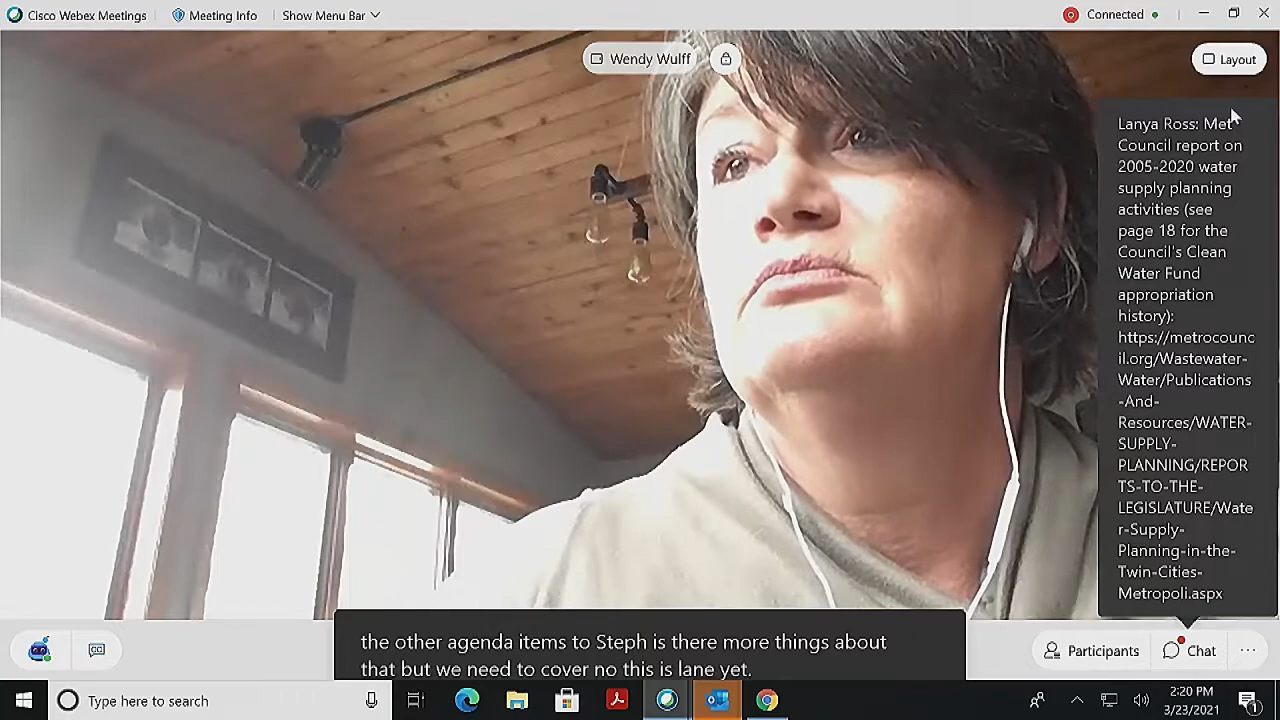 Cisco Webex Meetings
Meeting Info
Show Menu Bar
Connected
Wendy Wulff
Layout
Lanya Ross: Met
Council report on
2005-2020 water
supply planning
activities (see
page 18 for the
Council's Clean
Water Fund
appropriation
history):
https://metrocounc
il.org/Wastewater-
Water/Publications
-And-
Resources/WATER-
SUPPLY-
PLANNING/REPOR
TS-TO-THE-
LEGISLATURE/Wate
r-Supply-
Planning-in-the-
Twin-Cities-
Metropoli.aspx
the other agenda items to Steph is there more things about
that but we need to cover no this is lane yet.
CC
Participants
Chat
Type here to search
2:20 PM
3/23/2021
1